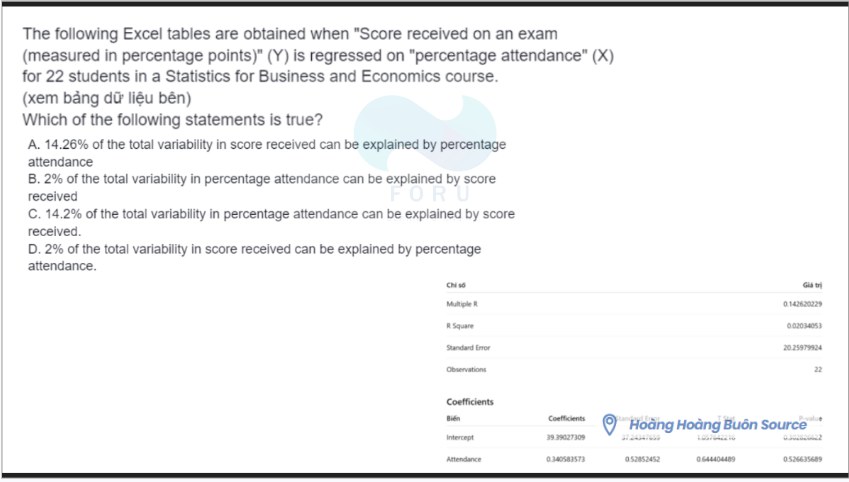 The following Excel tables are obtained when "Score received on an exam
(measured in percentage points)" (Y) is regressed on "percentage attendance" (X)
for 22 students in a Statistics for Business and Economics course.
(xem bảng dữ liệu bên)
Which of the following statements is true?
A. 14.26% of the total variability in score received can be explained by percentage
attendance
B. 2% of the total variability in percentage attendance can be explained by score
received
C. 14.2% of the total variability in percentage attendance can be explained by score
received.
D. 2% of the total variability in score received can be explained by percentage
attendance.
FORU
Chỉ số Giá trị
Multiple R 0.142620229
R Square 0.02034053
Standard Error 20.25979924
Observations 22
Coefficients
Biến Coefficients Standard Error T Stat P-value
Hoàng Hoàng Buôn Source
Intercept 39.39027309
Attendance 0.340583573 0.52852452 0.644404489 0.526635689